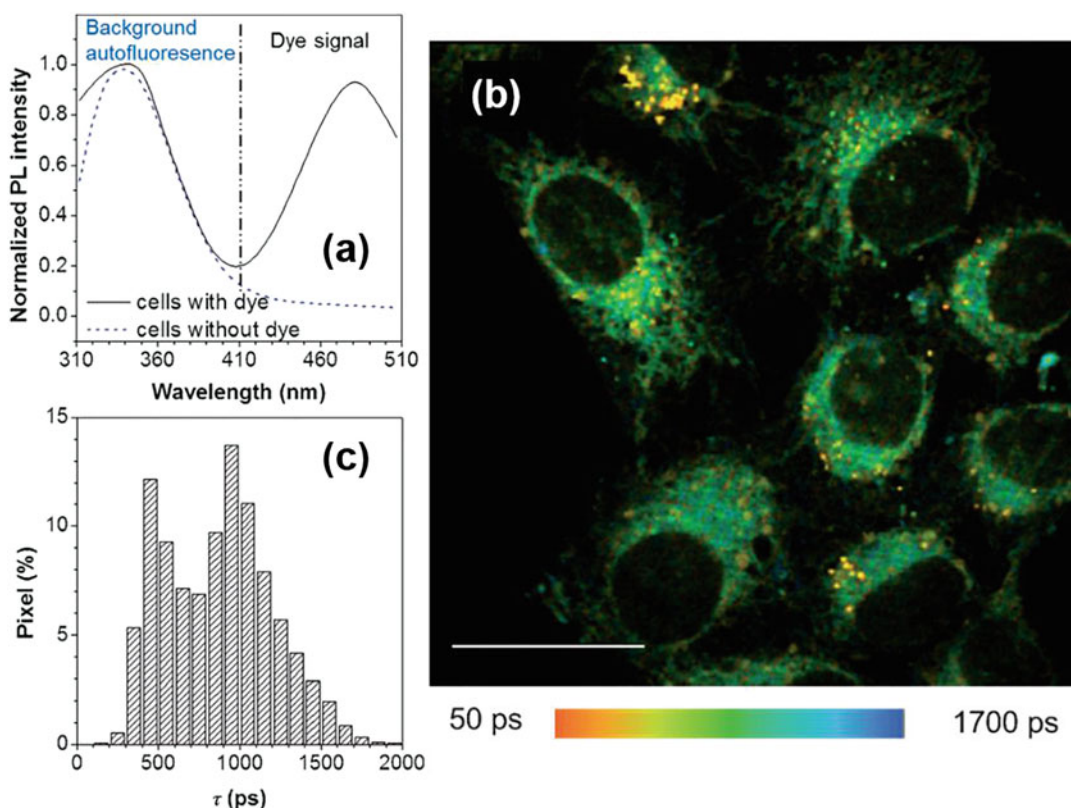 Background
autofluoresence
Dye signal
1.0
0.8
0.6
0.4
0.2
0.0
Normalized PL intensity
(a)
cells with dye
cells without dye
310 360 410 460 510
Wavelength (nm)
(b)
15
10
5
0
Pixel (%)
(c)
0 500 1000 1500 2000
τ (ps)
50 ps
1700 ps